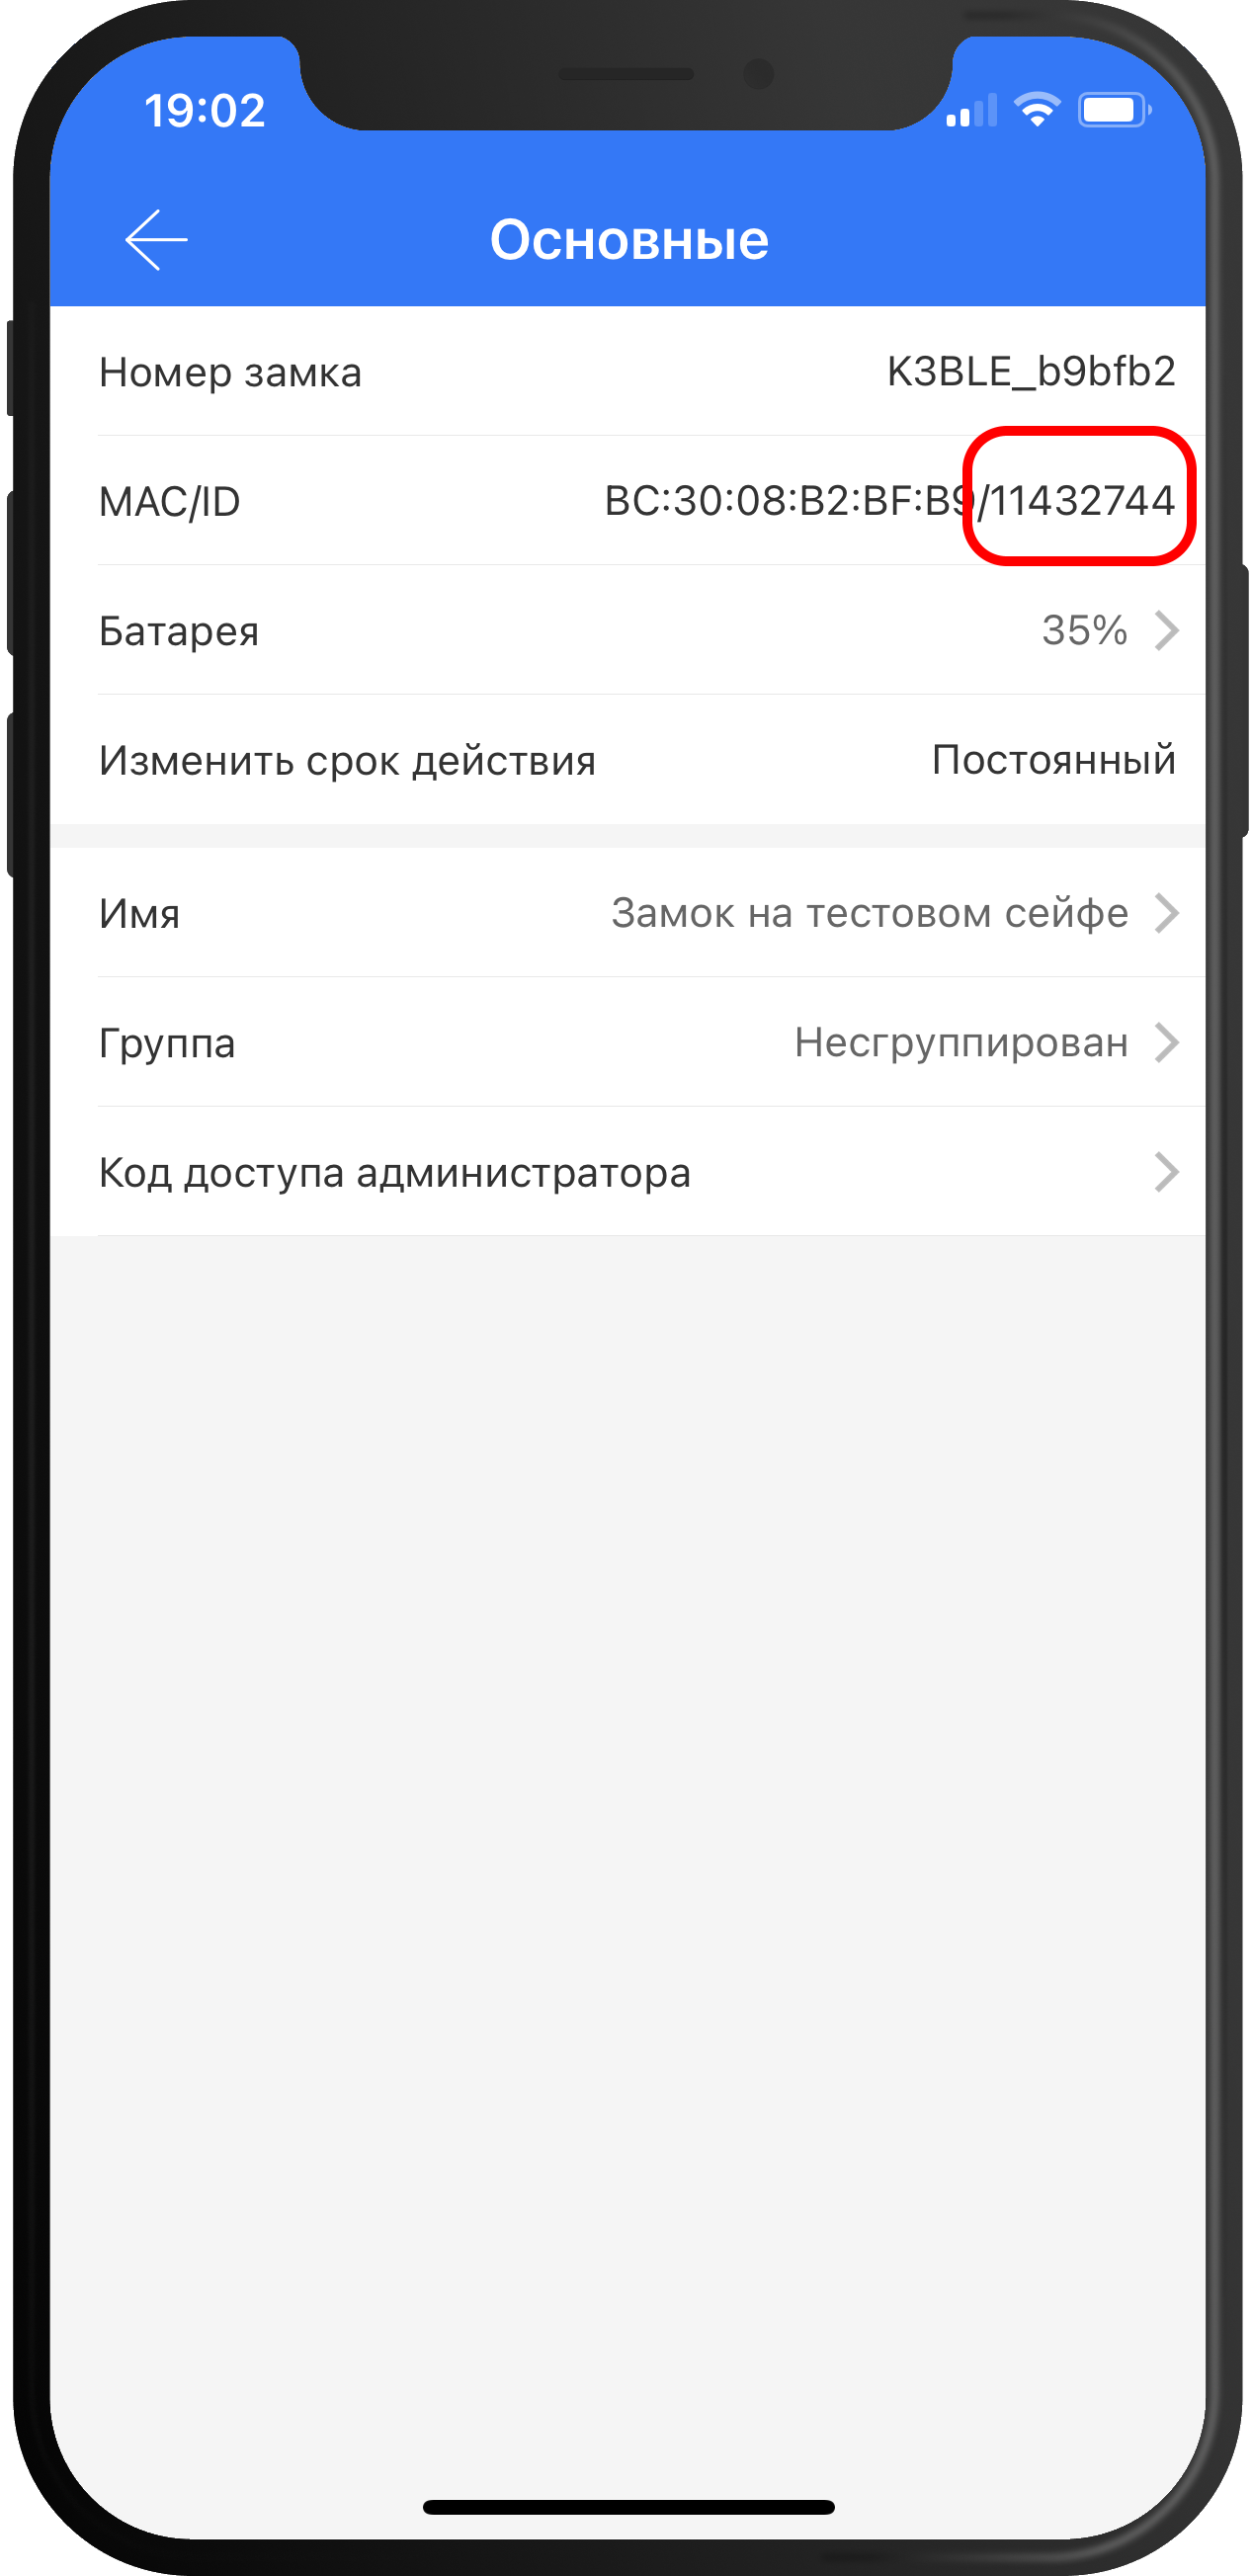 19:02
Основные
Номер замка K3BLE_b9bfb2
MAC/ID BC:30:08:B2:BF:B9/11432744
Батарея 35%
Изменить срок действия Постоянный
Имя Замок на тестовом сейфе
Группа Несгруппирован
Код доступа администратора